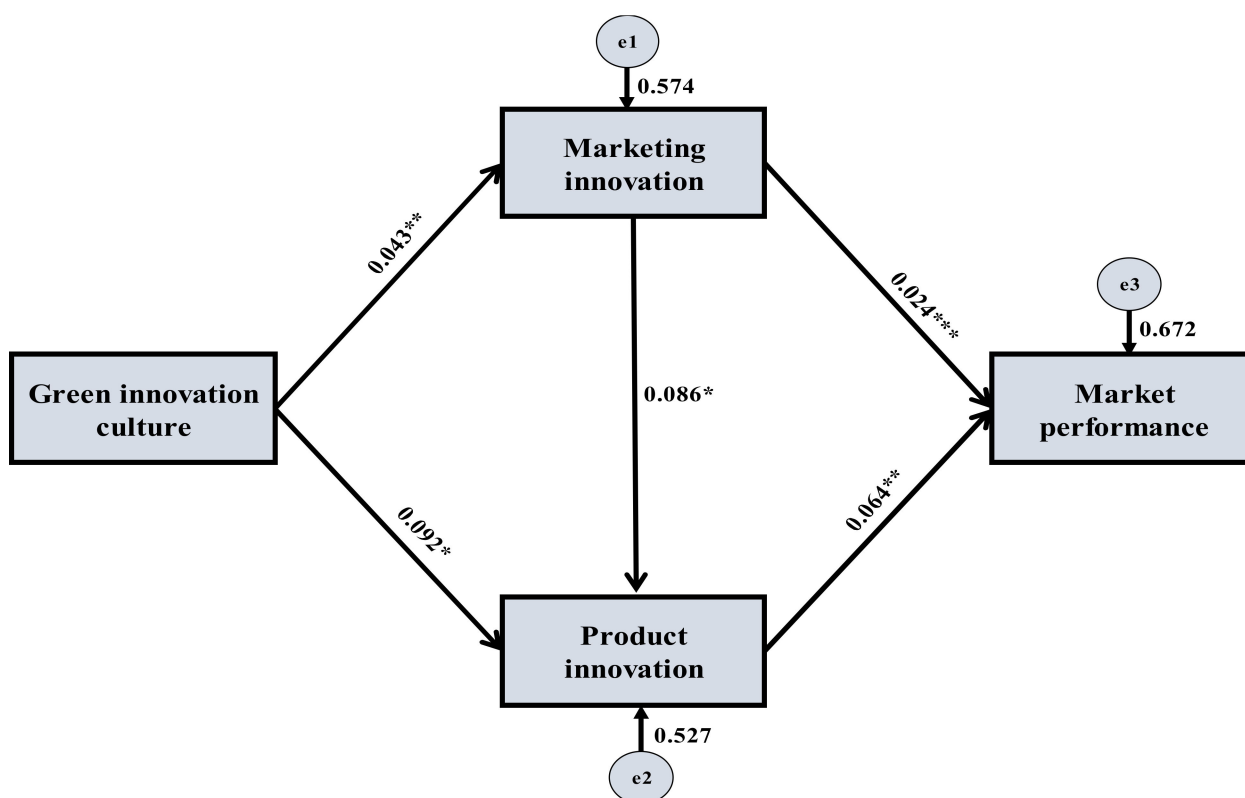 e1
0.574
Marketing
innovation
0.043**
0.024***
e3
0.672
Green innovation
culture
0.086*
Market
performance
0.092*
0.064**
Product
innovation
0.527
e2